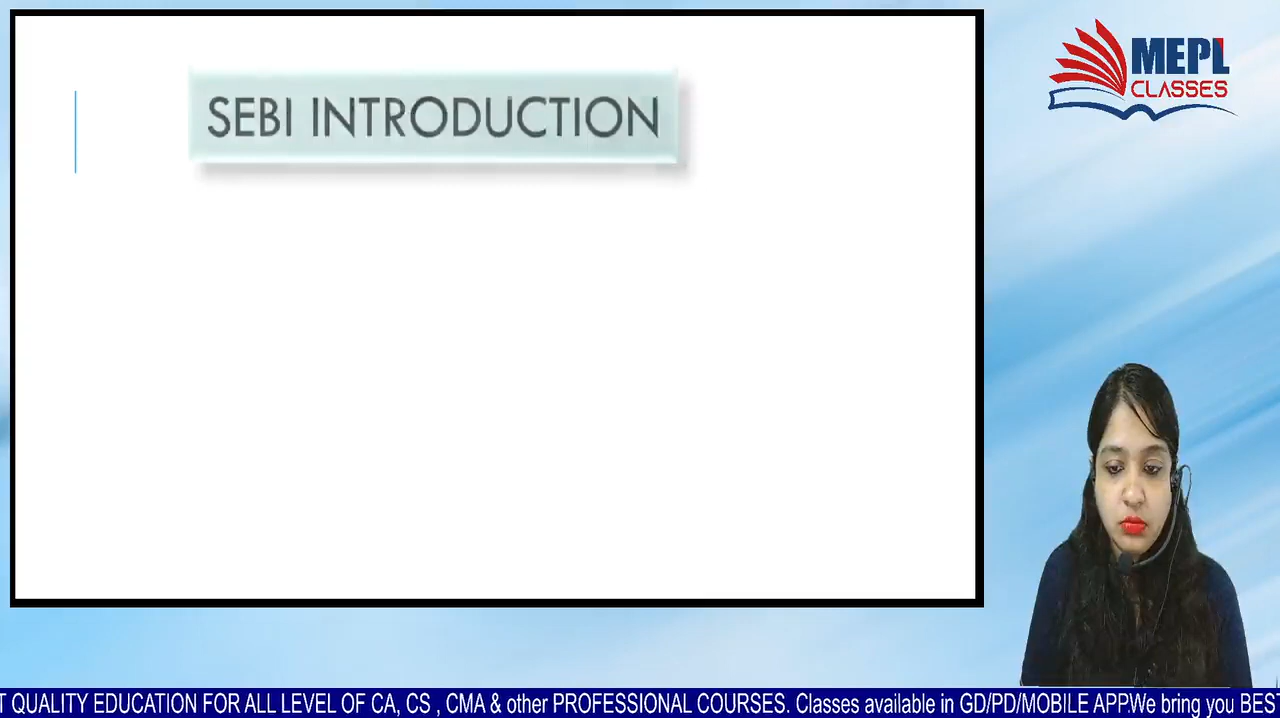 SEBI INTRODUCTION
MEPL
CLASSES
T QUALITY EDUCATION FOR ALL LEVEL OF CA, CS , CMA & other PROFESSIONAL COURSES. Classes available in GD/PD/MOBILE APP.We bring you BES